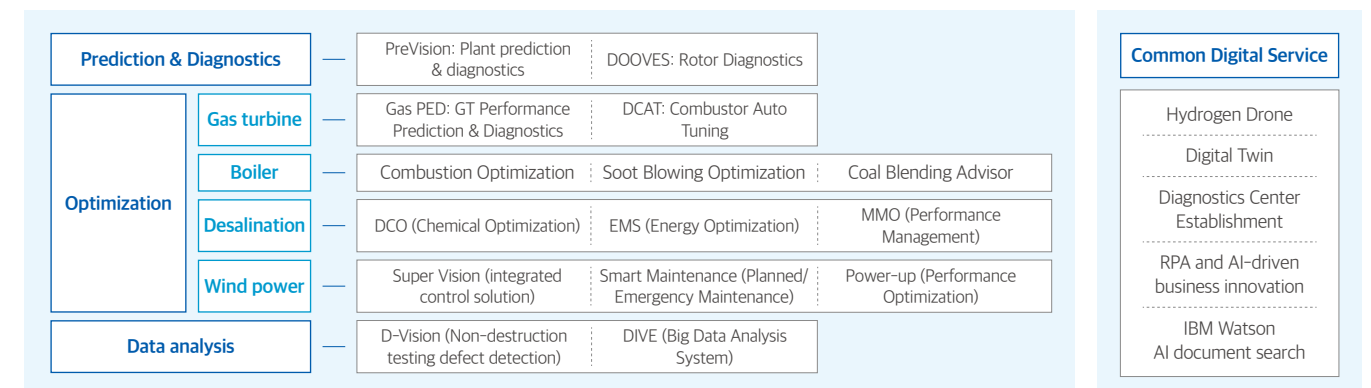 Prediction & Diagnostics
PreVision: Plant prediction
& diagnostics
DOOVES: Rotor Diagnostics
Optimization
Gas turbine
Gas PED: GT Performance
Prediction & Diagnostics
DCAT: Combustor Auto
Tuning
Boiler
Combustion Optimization
Soot Blowing Optimization
Coal Blending Advisor
Desalination
DCO (Chemical Optimization)
EMS (Energy Optimization)
MMO (Performance
Management)
Wind power
Super Vision (integrated
control solution)
Smart Maintenance (Planned/
Emergency Maintenance)
Power-up (Performance
Optimization)
Data analysis
D-Vision (Non-destruction
testing defect detection)
DIVE (Big Data Analysis
System)
Common Digital Service
Hydrogen Drone
Digital Twin
Diagnostics Center
Establishment
RPA and AI-driven
business innovation
IBM Watson
AI document search